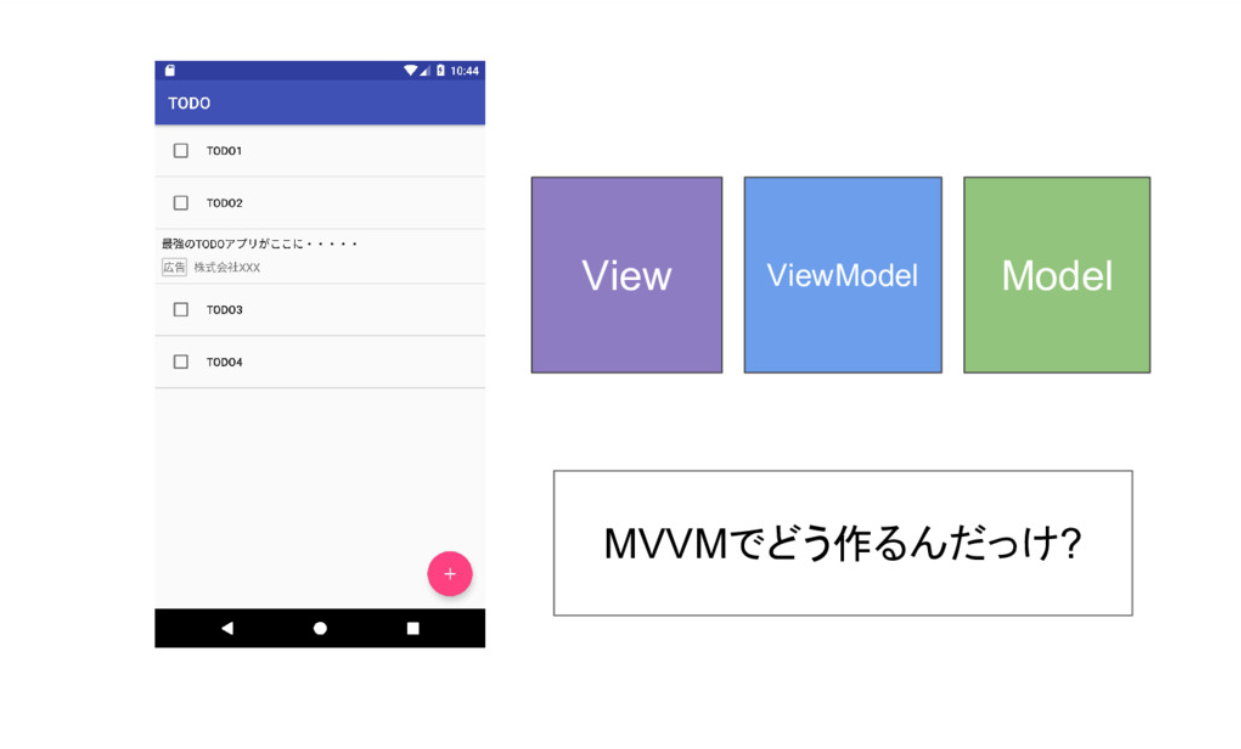 10:44
TODO
TODO1
TODO2
最強のTODOアプリがここに・・・・・
広告 株式会社XXX
TODO3
TODO4
+
View
ViewModel
Model
MVVMでどう作るんだっけ?